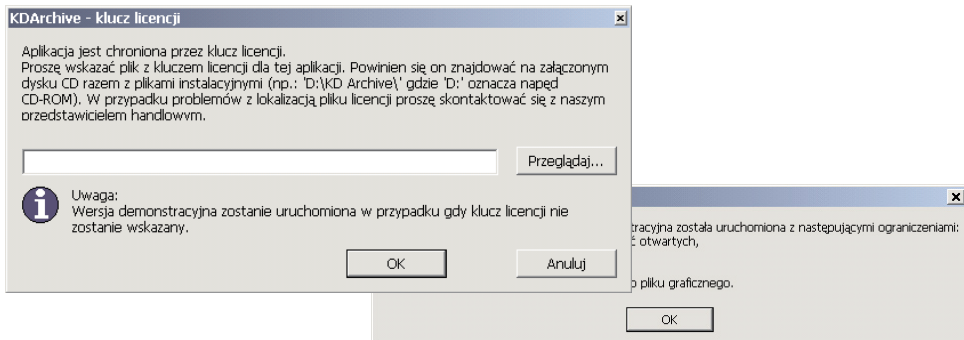 KDArchive - klucz licencji
Aplikacja jest chroniona przez klucz licencji.
Proszę wskazać plik z kluczem licencji dla tej aplikacji. Powinien się on znajdować na załączonym
dysku CD razem z plikami instalacyjnymi (np.: 'D:\KD Archive\' gdzie 'D:' oznacza napęd
CD-ROM). W przypadku problemów z lokalizacją pliku licencji proszę skontaktować się z naszym
przedstawicielem handlowym.
Przeglądaj...
Uwaga:
Wersja demonstracyjna zostanie uruchomiona w przypadku gdy klucz licencji nie
zostanie wskazany.
OK
Anuluj
została uruchomiona z następującymi ograniczeniami:
otwartych,
pliku graficznego.
OK